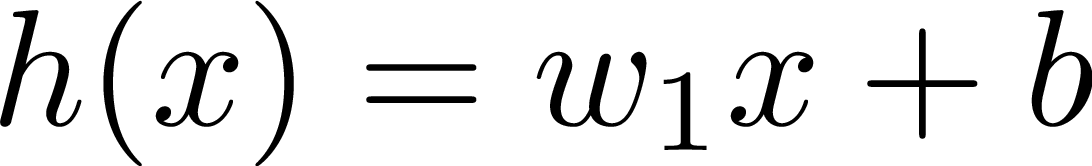 h(x) = w₁x + b